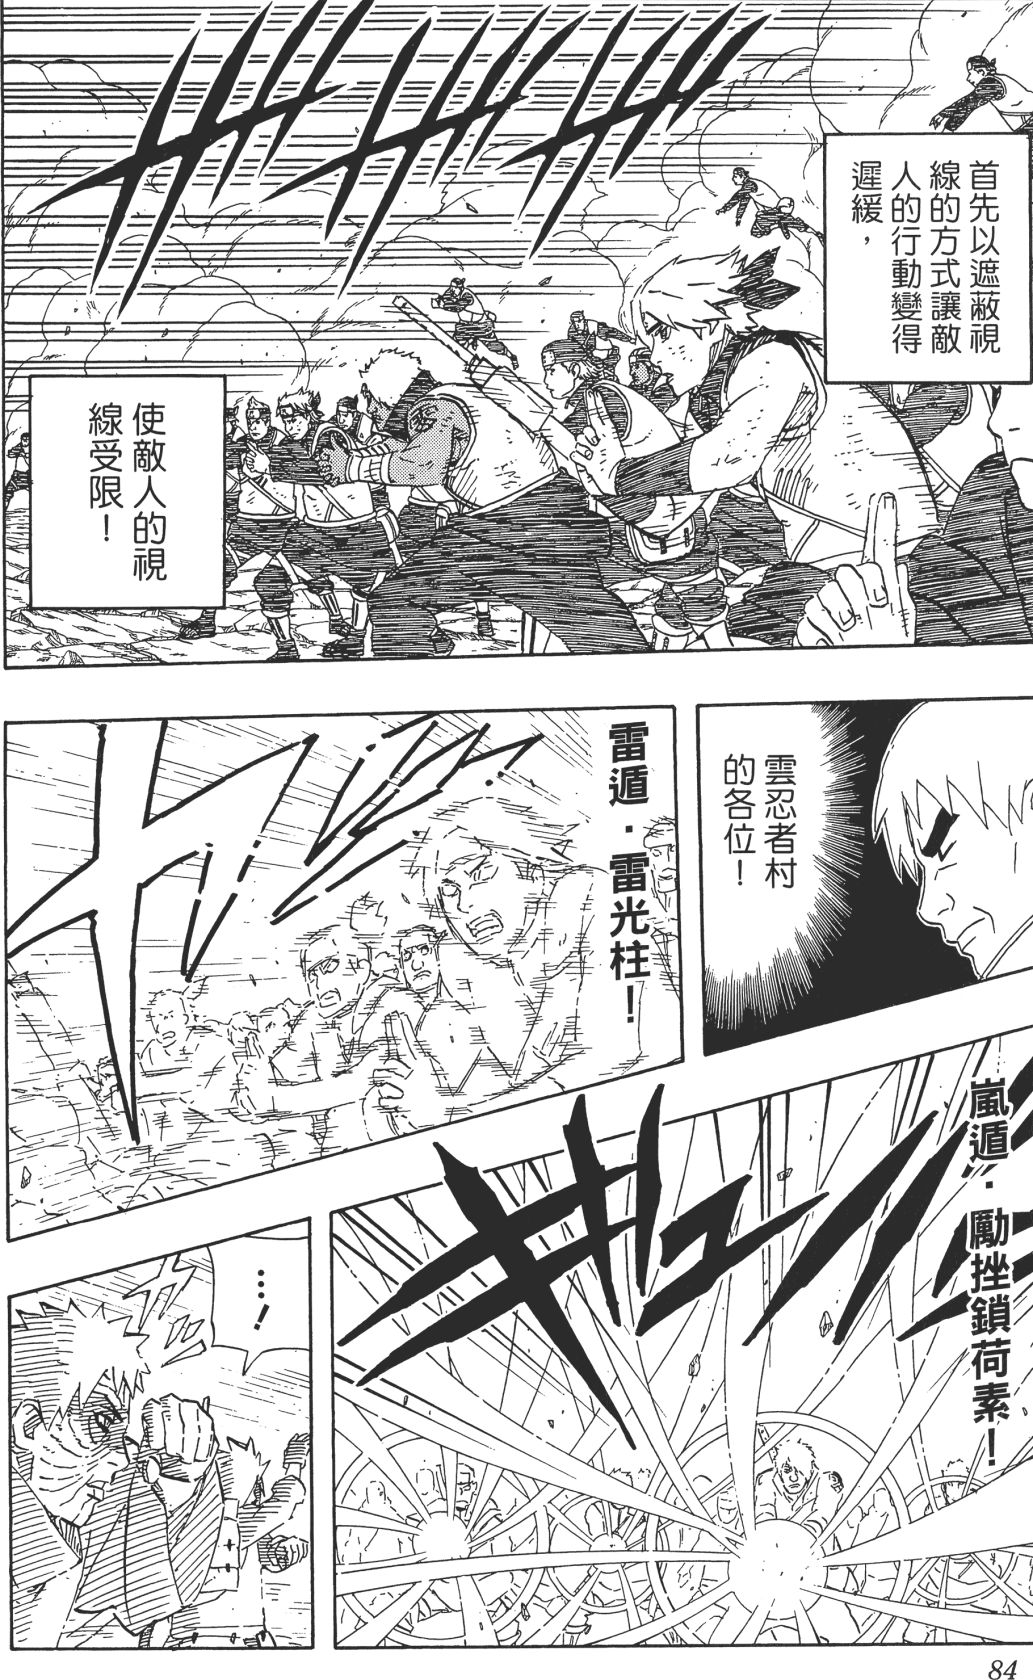 首先以遮蔽視
線的方式讓敵
人的行動變得
遲緩，
使敵人的視
線受限！
雲忍者村
的各位！
雷遁．雷光柱！
嵐遁．勵挫鎖荷素！
…！
84